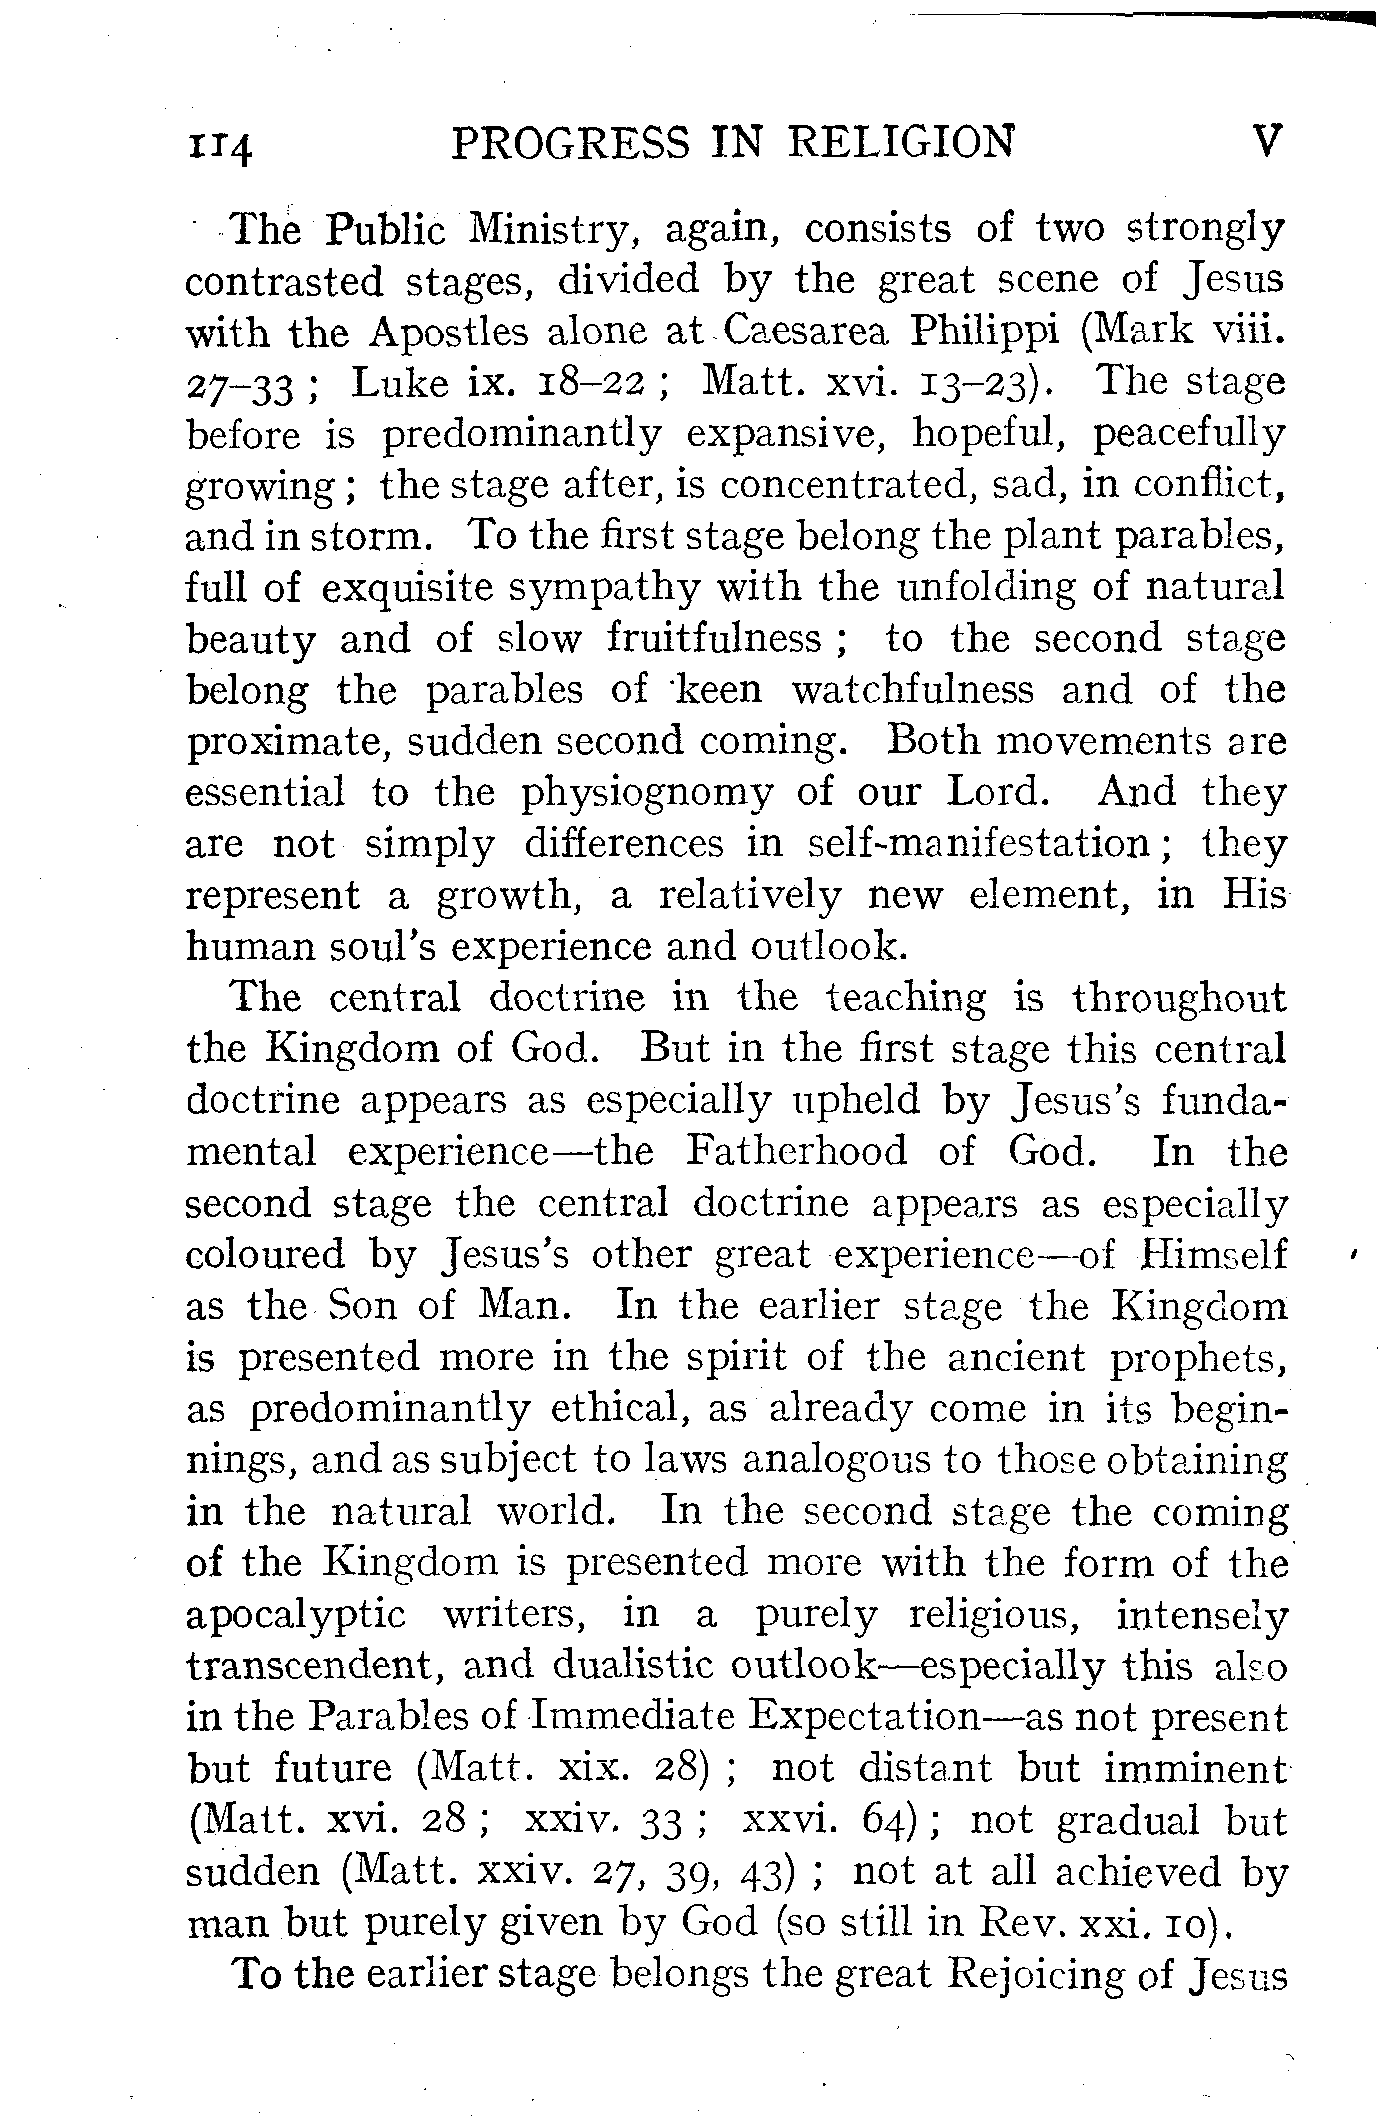 114 PROGRESS IN RELIGION V
The Public Ministry, again, consists of two strongly
contrasted stages, divided by the great scene of Jesus
with the Apostles alone at Caesarea Philippi (Mark viii.
27–33 ; Luke ix. 18–22 ; Matt. xvi. 13–23). The stage
before is predominantly expansive, hopeful, peacefully
growing ; the stage after, is concentrated, sad, in conflict,
and in storm. To the first stage belong the plant parables,
full of exquisite sympathy with the unfolding of natural
beauty and of slow fruitfulness ; to the second stage
belong the parables of keen watchfulness and of the
proximate, sudden second coming. Both movements are
essential to the physiognomy of our Lord. And they
are not simply differences in self-manifestation ; they
represent a growth, a relatively new element, in His
human soul's experience and outlook.
The central doctrine in the teaching is throughout
the Kingdom of God. But in the first stage this central
doctrine appears as especially upheld by Jesus's funda-
mental experience—the Fatherhood of God. In the
second stage the central doctrine appears as especially
coloured by Jesus's other great experience—of Himself
as the Son of Man. In the earlier stage the Kingdom
is presented more in the spirit of the ancient prophets,
as predominantly ethical, as already come in its begin-
nings, and as subject to laws analogous to those obtaining
in the natural world. In the second stage the coming
of the Kingdom is presented more with the form of the
apocalyptic writers, in a purely religious, intensely
transcendent, and dualistic outlook—especially this also
in the Parables of Immediate Expectation—as not present
but future (Matt. xix. 28) ; not distant but imminent
(Matt. xvi. 28 ; xxiv. 33 ; xxvi. 64) ; not gradual but
sudden (Matt. xxiv. 27, 39, 43) ; not at all achieved by
man but purely given by God (so still in Rev. xxi. 10).
To the earlier stage belongs the great Rejoicing of Jesus